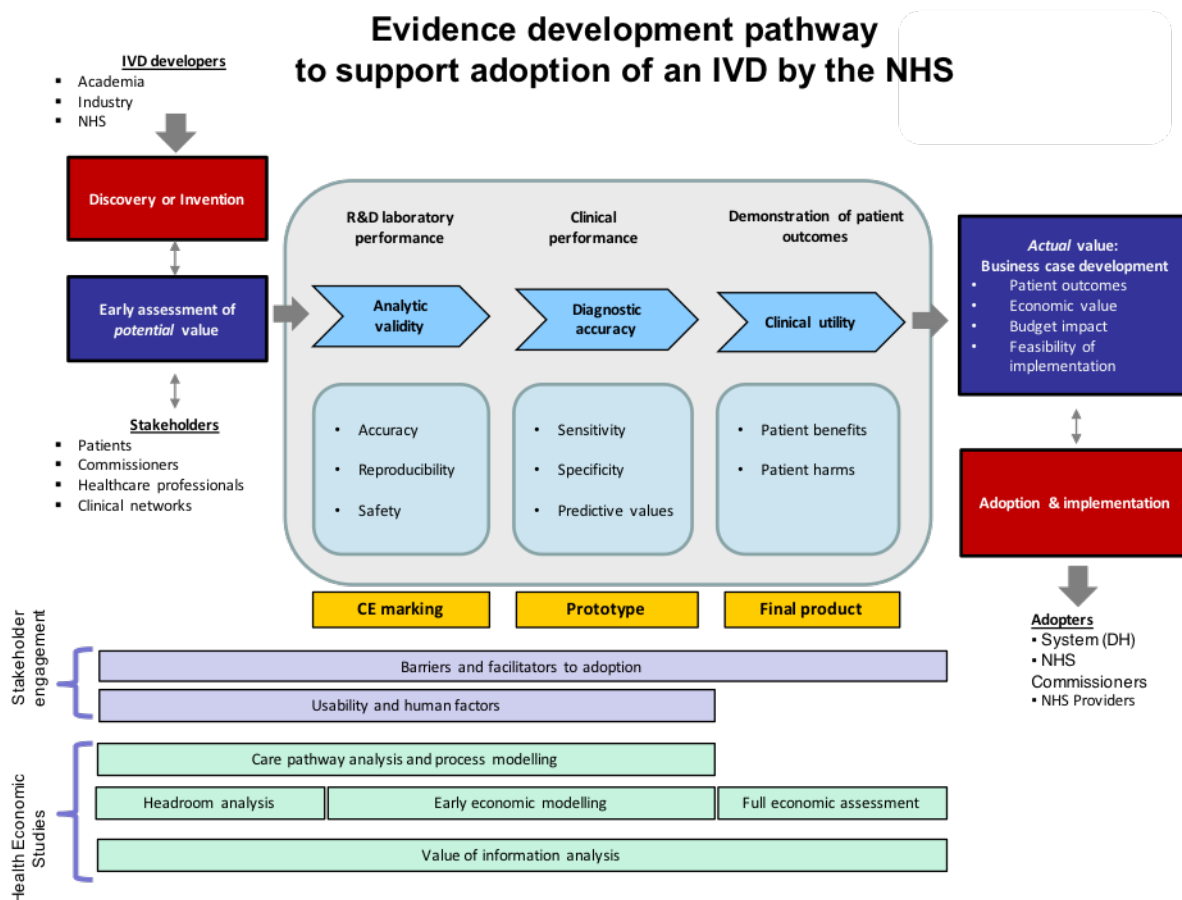 Evidence development pathway
to support adoption of an IVD by the NHS
IVD developers
▪ Academia
▪ Industry
▪ NHS
Discovery or Invention
Early assessment of
potential value
Stakeholders
▪ Patients
▪ Commissioners
▪ Healthcare professionals
▪ Clinical networks
R&D laboratory
performance
Clinical
performance
Demonstration of patient
outcomes
Analytic
validity
Diagnostic
accuracy
Clinical utility
• Accuracy
• Reproducibility
• Safety
• Sensitivity
• Specificity
• Predictive values
• Patient benefits
• Patient harms
CE marking
Prototype
Final product
Actual value:
Business case development
• Patient outcomes
• Economic value
• Budget impact
• Feasibility of
implementation
Adoption & implementation
Adopters
▪ System (DH)
▪ NHS
Commissioners
▪ NHS Providers
Stakeholder
engagement
Barriers and facilitators to adoption
Usability and human factors
Health Economic
Studies
Care pathway analysis and process modelling
Headroom analysis
Early economic modelling
Full economic assessment
Value of information analysis